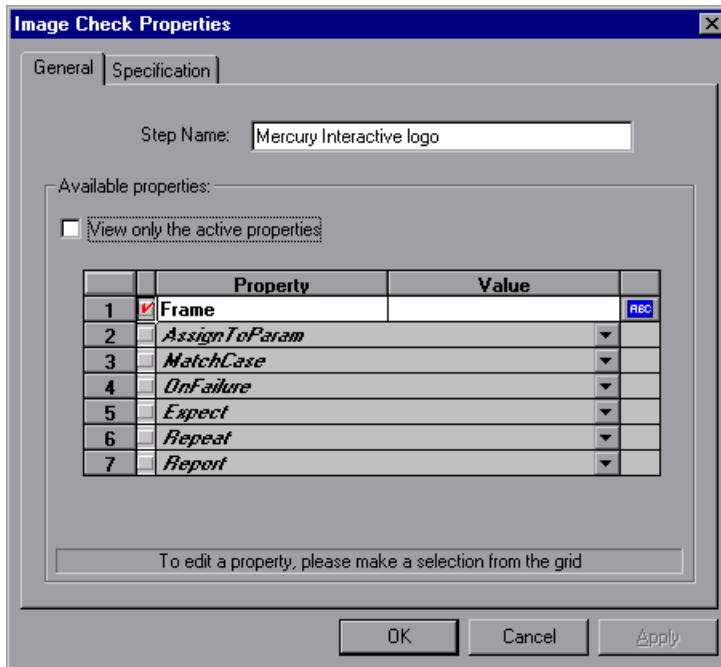 Image Check Properties
General Specification
Step Name: Mercury Interactive logo
Available properties:
View only the active properties
Property Value
1 Frame ABC
2 AssignToParam
3 MatchCase
4 OnFailure
5 Expect
6 Repeat
7 Report
To edit a property, please make a selection from the grid
OK Cancel Apply